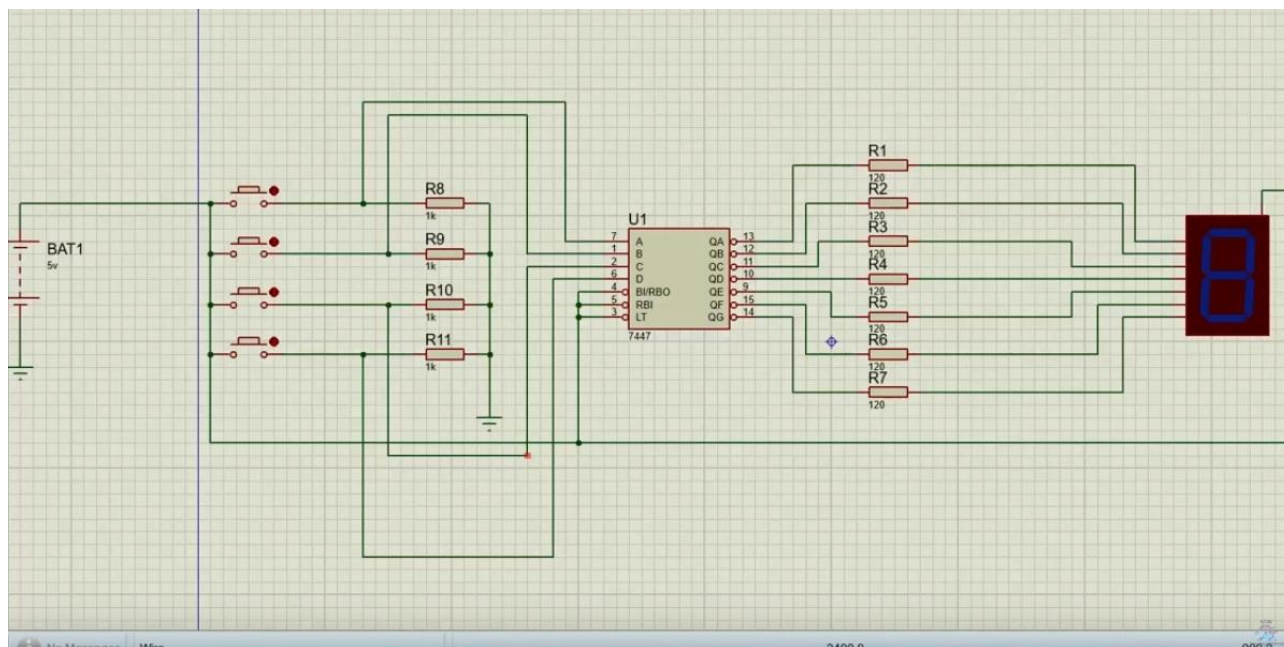 BAT1
5v
R8
1k
R9
1k
R10
1k
R11
1k
U1
7 A QA 13
1 B QB 12
2 C QC 11
6 D QD 10
4 BI/RBO QE 9
5 RBI QF 15
3 LT QG 14
7447
R1
120
R2
120
R3
120
R4
120
R5
120
R6
120
R7
120